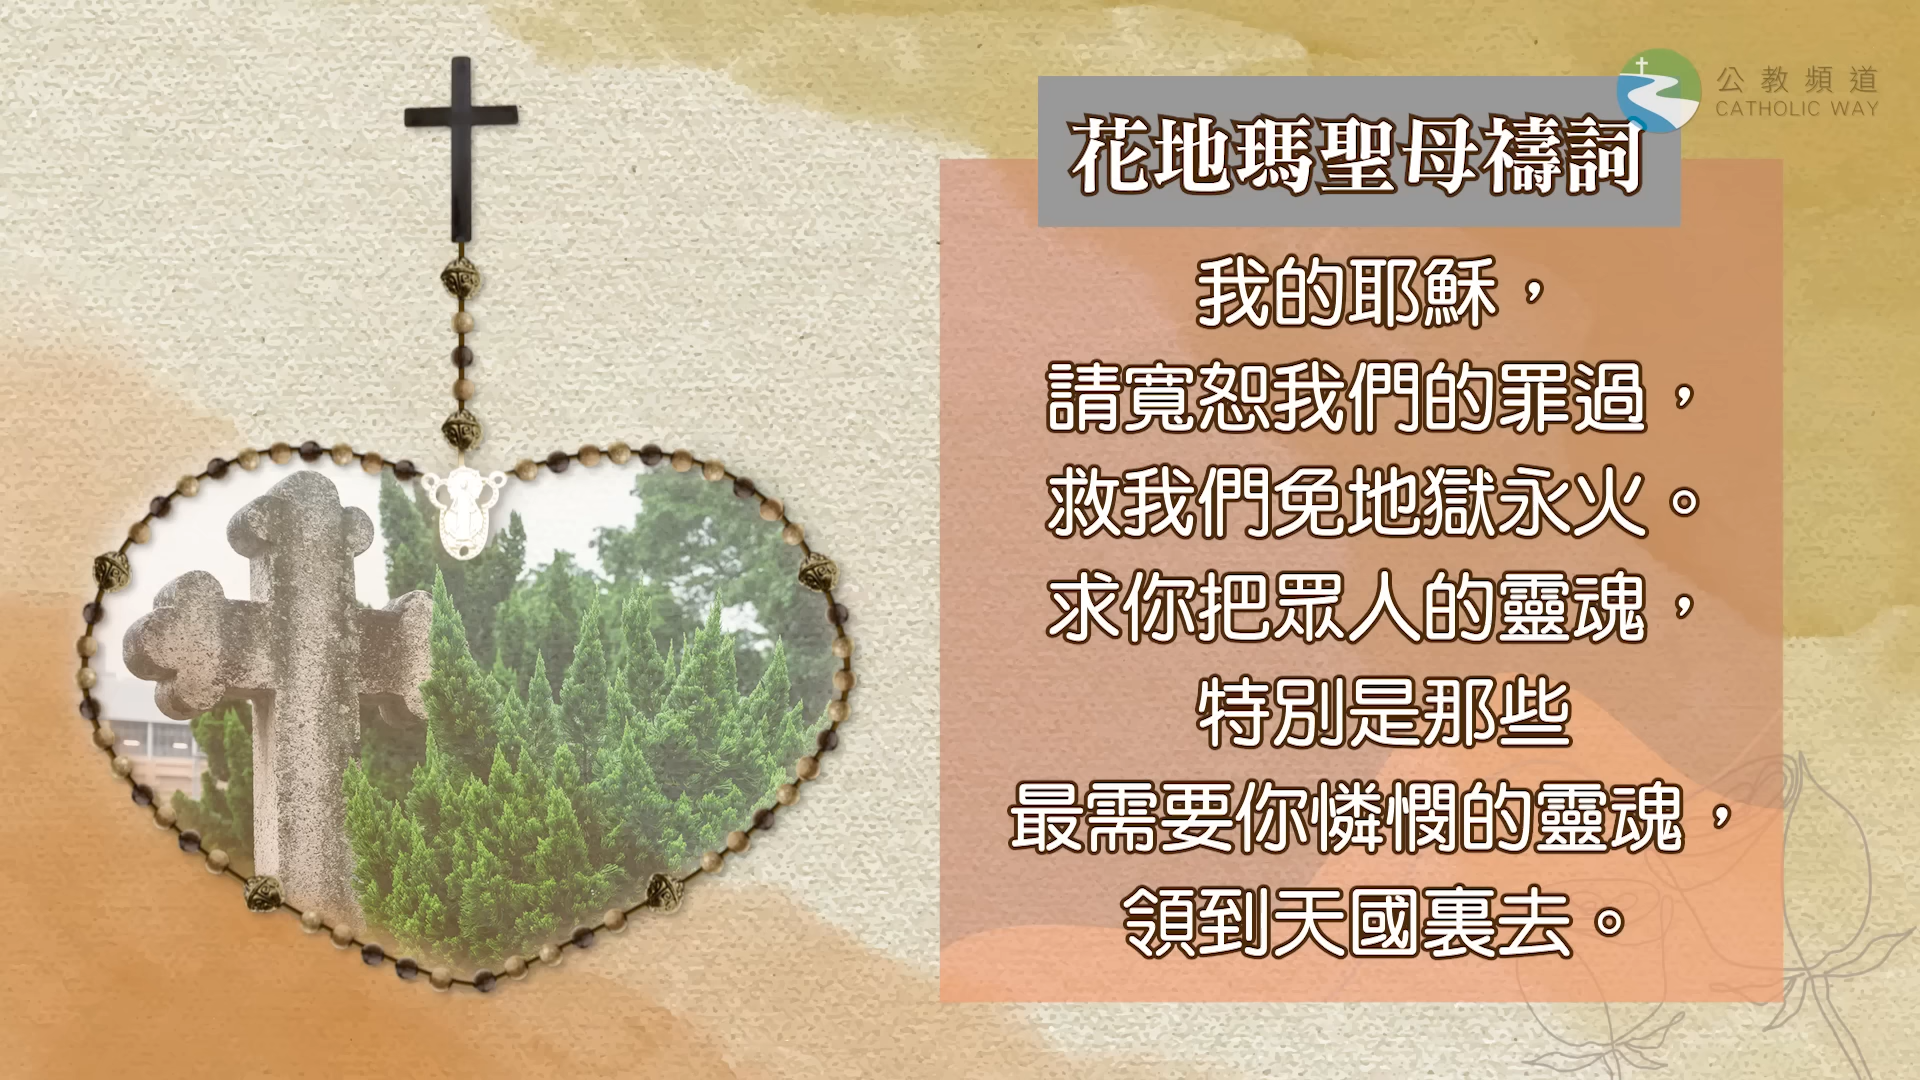 公教頻道
CATHOLIC WAY
花地瑪聖母禱詞
我的耶穌，
請寬恕我們的罪過，
救我們免地獄永火。
求你把眾人的靈魂，
特別是那些
最需要你憐憫的靈魂，
領到天國裏去。